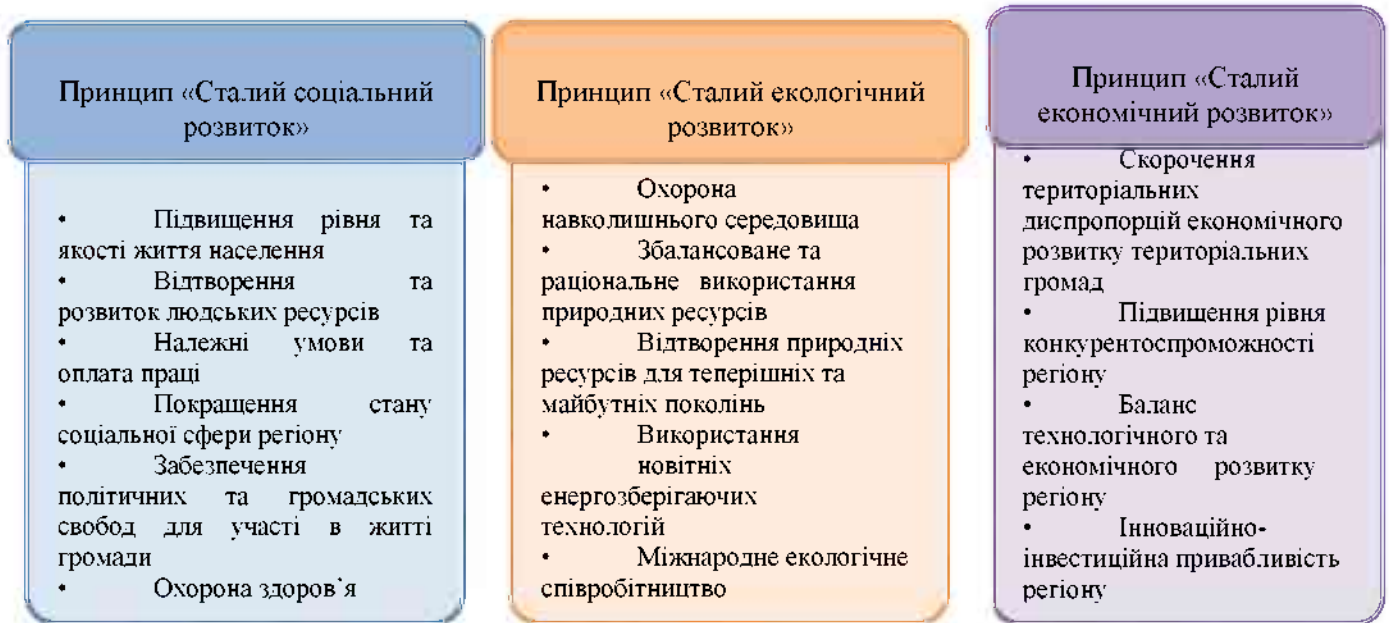 Принцип «Сталий соціальний
розвиток»
• Підвищення рівня та
якості життя населення
• Відтворення та
розвиток людських ресурсів
• Належні умови та
оплата праці
• Покращення стану
соціальної сфери регіону
• Забезпечення
політичних та громадських
свобод для участі в житті
громади
• Охорона здоров`я
Принцип «Сталий екологічний
розвиток»
• Охорона
навколишнього середовища
• Збалансоване та
раціональне використання
природних ресурсів
• Відтворення природніх
ресурсів для теперішніх та
майбутніх поколінь
• Використання
новітніх
енергозберігаючих
технологій
• Міжнародне екологічне
співробітництво
Принцип «Сталий
економічний розвиток»
• Скорочення
територіальних
диспропорцій економічного
розвитку територіальних
громад
• Підвищення рівня
конкурентоспроможності
регіону
• Баланс
технологічного та
економічного розвитку
регіону
• Інноваційно-
інвестиційна привабливість
регіону